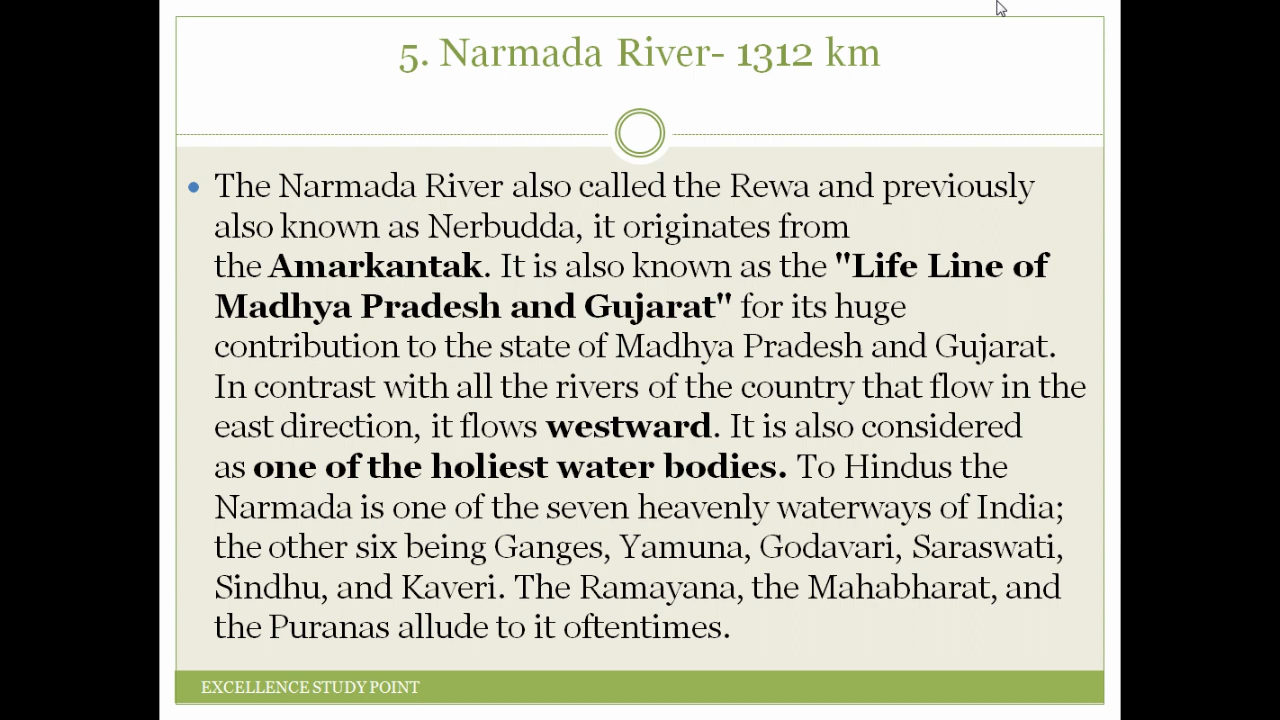 5. Narmada River- 1312 km
The Narmada River also called the Rewa and previously
also known as Nerbudda, it originates from
the Amarkantak. It is also known as the "Life Line of
Madhya Pradesh and Gujarat" for its huge
contribution to the state of Madhya Pradesh and Gujarat.
In contrast with all the rivers of the country that flow in the
east direction, it flows westward. It is also considered
as one of the holiest water bodies. To Hindus the
Narmada is one of the seven heavenly waterways of India;
the other six being Ganges, Yamuna, Godavari, Saraswati,
Sindhu, and Kaveri. The Ramayana, the Mahabharat, and
the Puranas allude to it oftentimes.
EXCELLENCE STUDY POINT